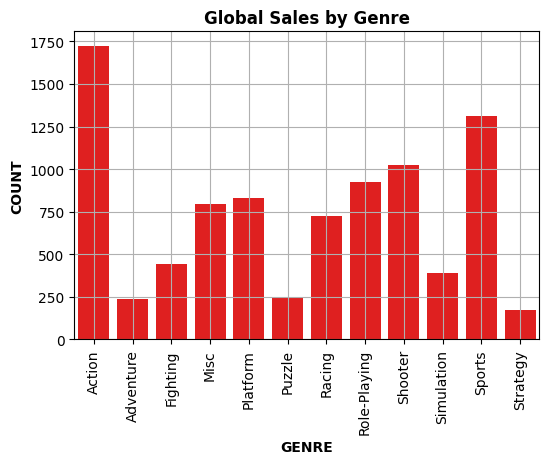 Global Sales by Genre
COUNT
1750
1500
1250
1000
750
500
250
0
Action
Adventure
Fighting
Misc
Platform
Puzzle
Racing
Role-Playing
Shooter
Simulation
Sports
Strategy
GENRE